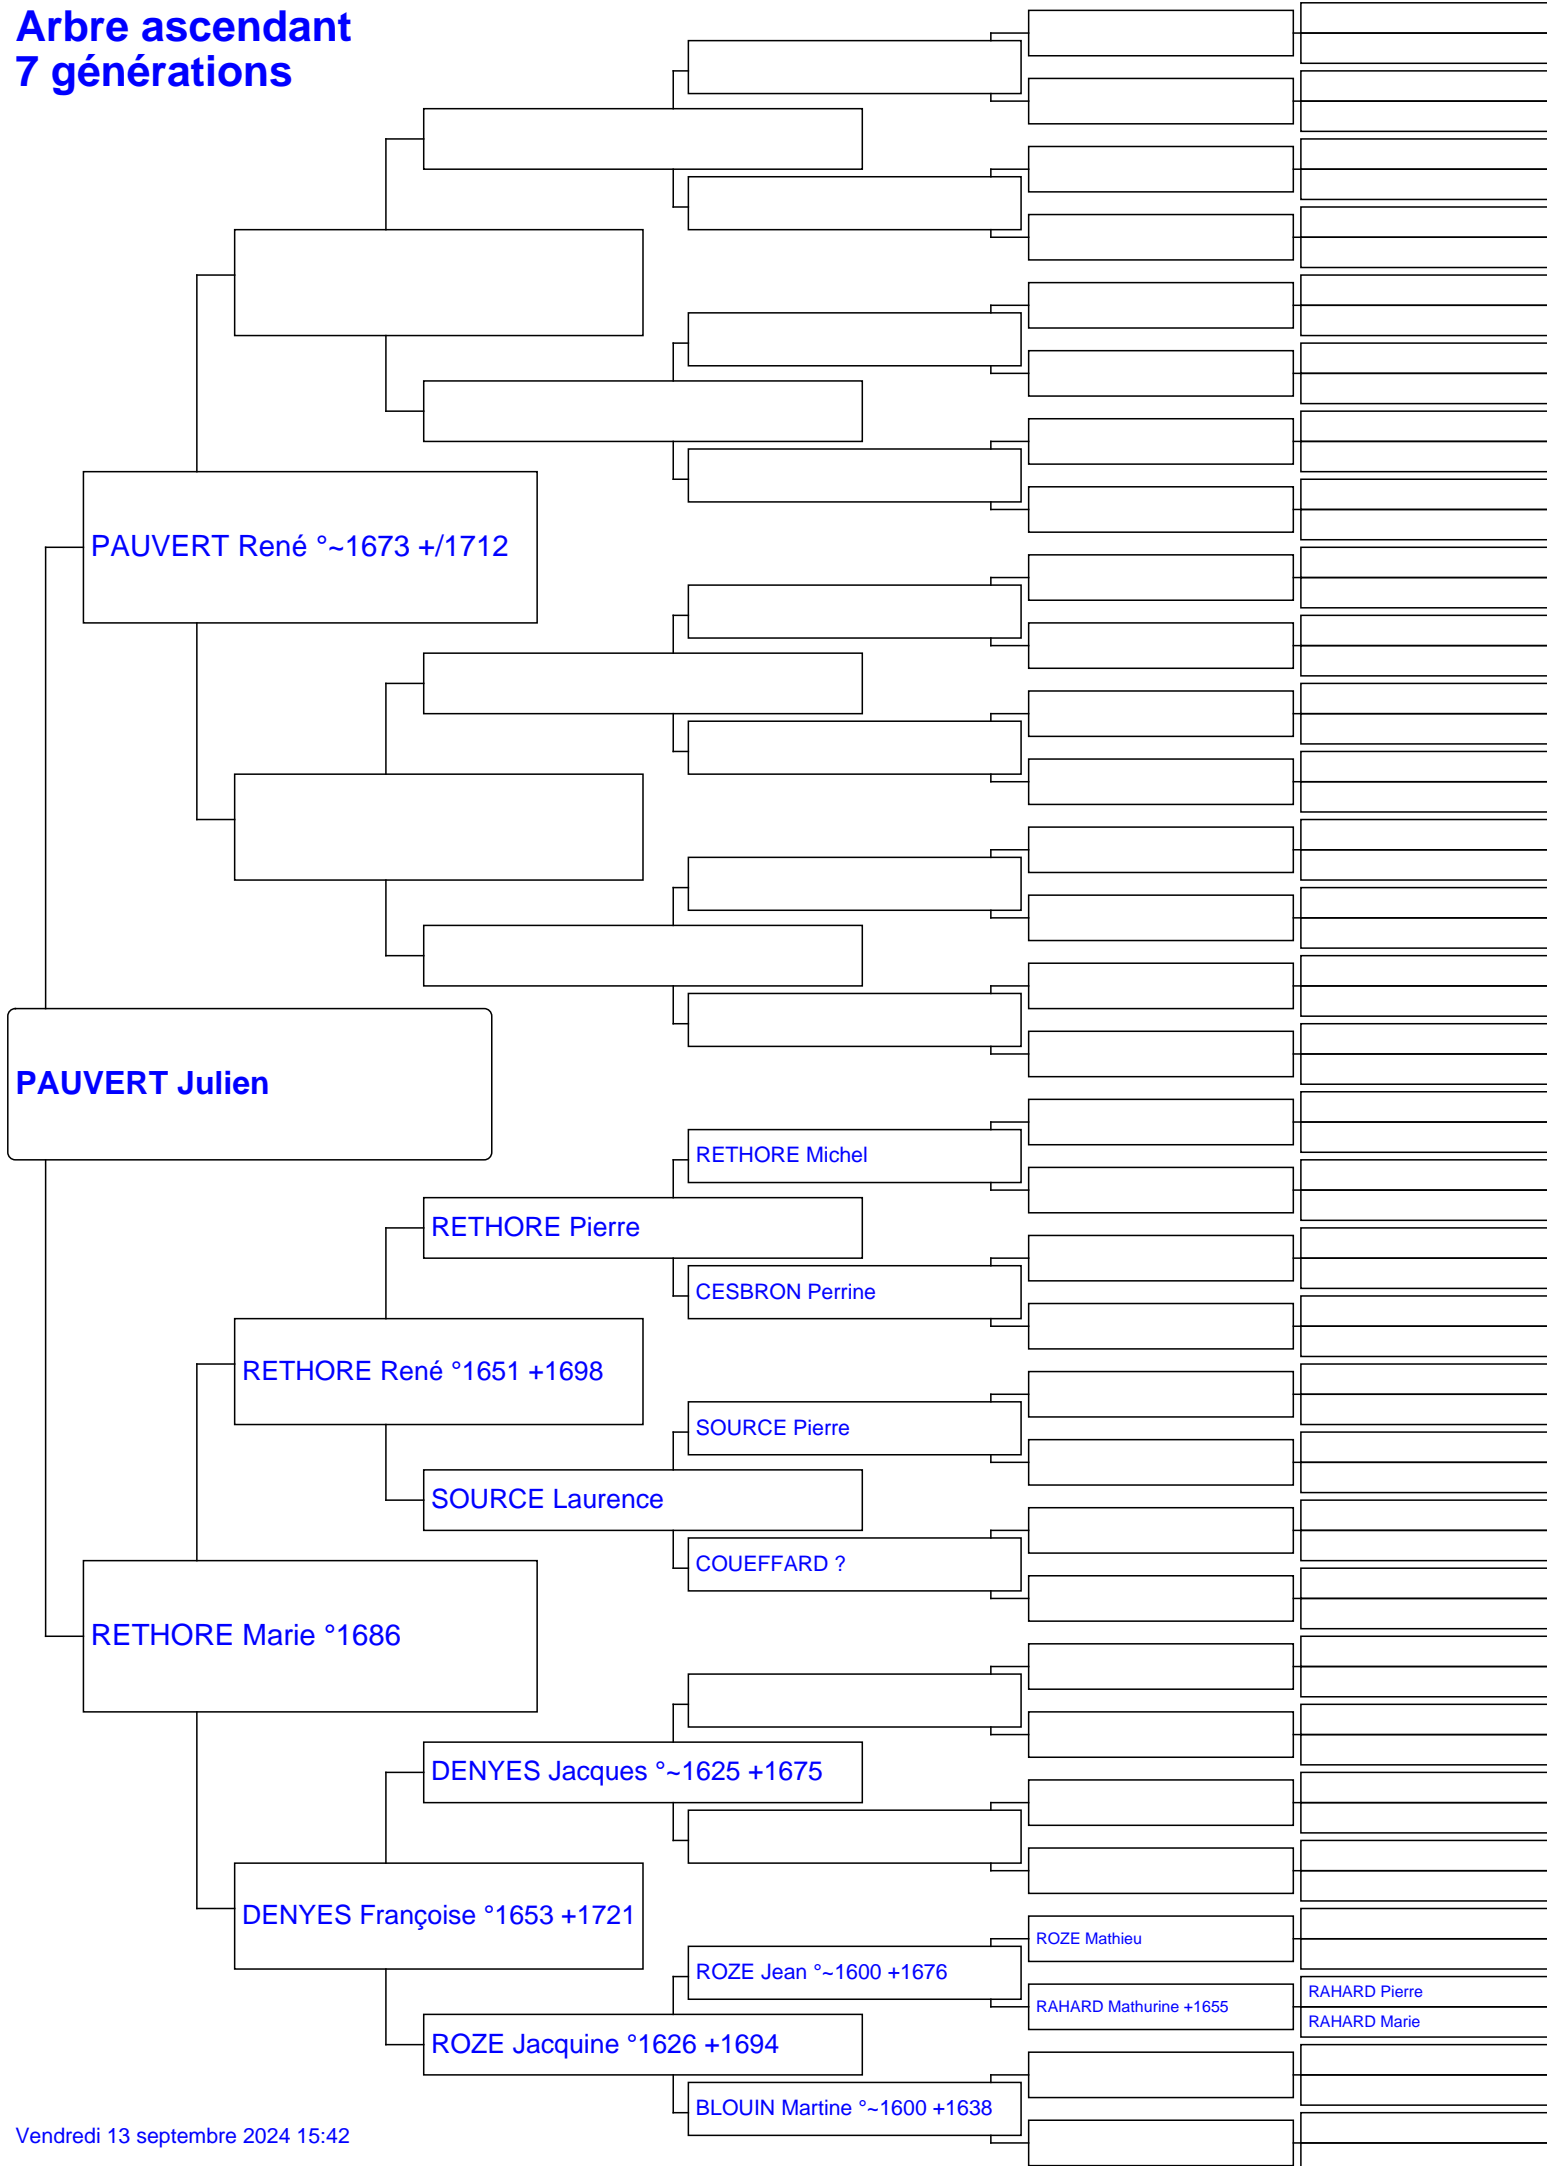 Arbre ascendant
7 générations
PAUVERT René °~1673 +/1712
PAUVERT Julien
RETHORE Michel
RETHORE Pierre
CESBRON Perrine
RETHORE René °1651 +1698
SOURCE Pierre
SOURCE Laurence
COUEFFARD ?
RETHORE Marie °1686
DENYES Jacques °~1625 +1675
DENYES Françoise °1653 +1721
ROZE Mathieu
ROZE Jean °~1600 +1676
RAHARD Pierre
RAHARD Mathurine +1655
RAHARD Marie
ROZE Jacquine °1626 +1694
BLOUIN Martine °~1600 +1638
Vendredi 13 septembre 2024 15:42